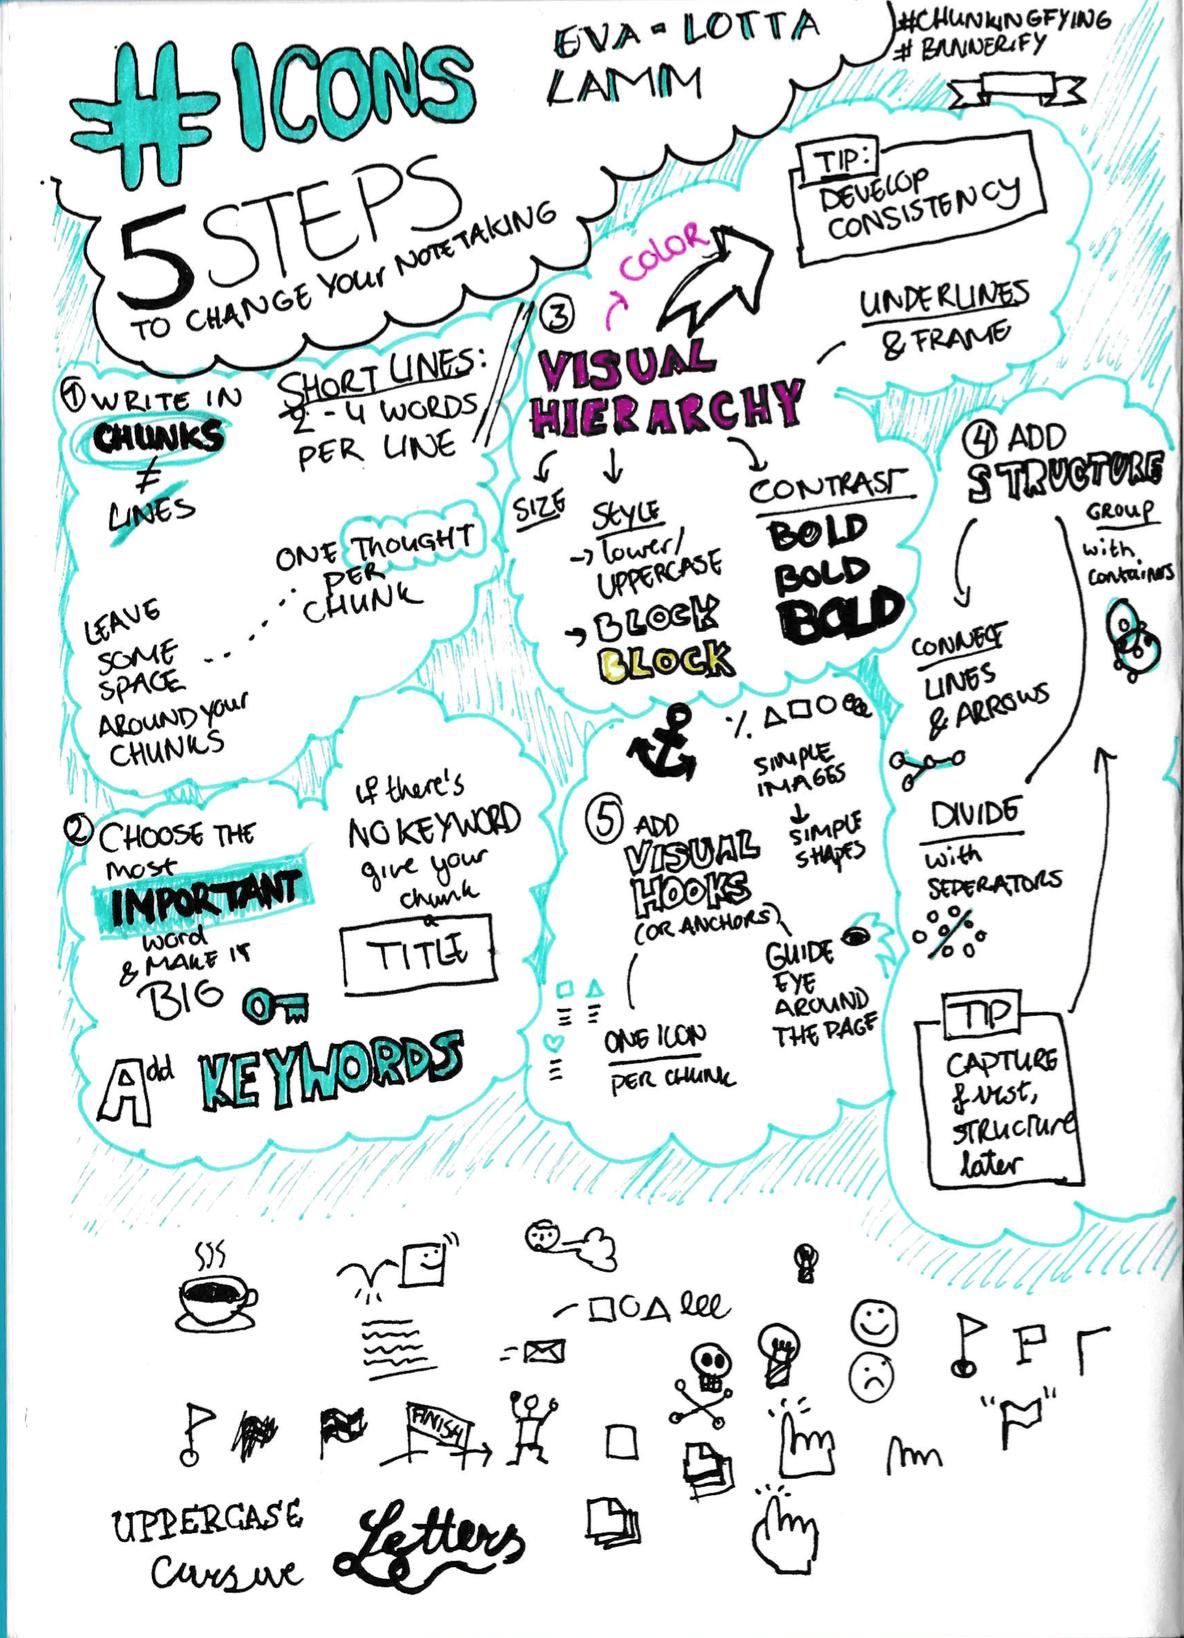 #ICONS
EVA-LOTTA
LAMM
#CHUNKINGFYING
# BANNERIFY
5 STEPS
TO CHANGE YOUR NOTETAKING
① WRITE IN
CHUNKS
≠
LINES
SHORT LINES:
2 - 4 WORDS
PER LINE
ONE THOUGHT
PER
CHUNK
LEAVE
SOME
SPACE
AROUND your
CHUNKS
② CHOOSE THE
most
IMPORTANT
word
& MAKE IT
BIG
Add KEYWORDS
if there's
NO KEYWORD
give your
chunk
a
TITLE
③
VISUAL
HIERARCHY
COLOR
TIP:
DEVELOP
CONSISTENCY
UNDERLINES
& FRAME
SIZE
STYLE
→ lower/
UPPERCASE
→ BLOCK
BLOCK
CONTRAST
BOLD
BOLD
BOLD
④ ADD
STRUCTURE
GROUP
with
containers
CONNECT
LINES
& ARROWS
DIVIDE
with
SEPERATORS
TIP
CAPTURE
first,
STRUCTURE
later
⑤ ADD
VISUAL
HOOKS
(OR ANCHORS)
SIMPLE
IMAGES
↓
SIMPLE
SHAPES
GUIDE
EYE
AROUND
THE PAGE
ONE ICON
PER CHUNK
FINISH
UPPERCASE
Cursive
Letters